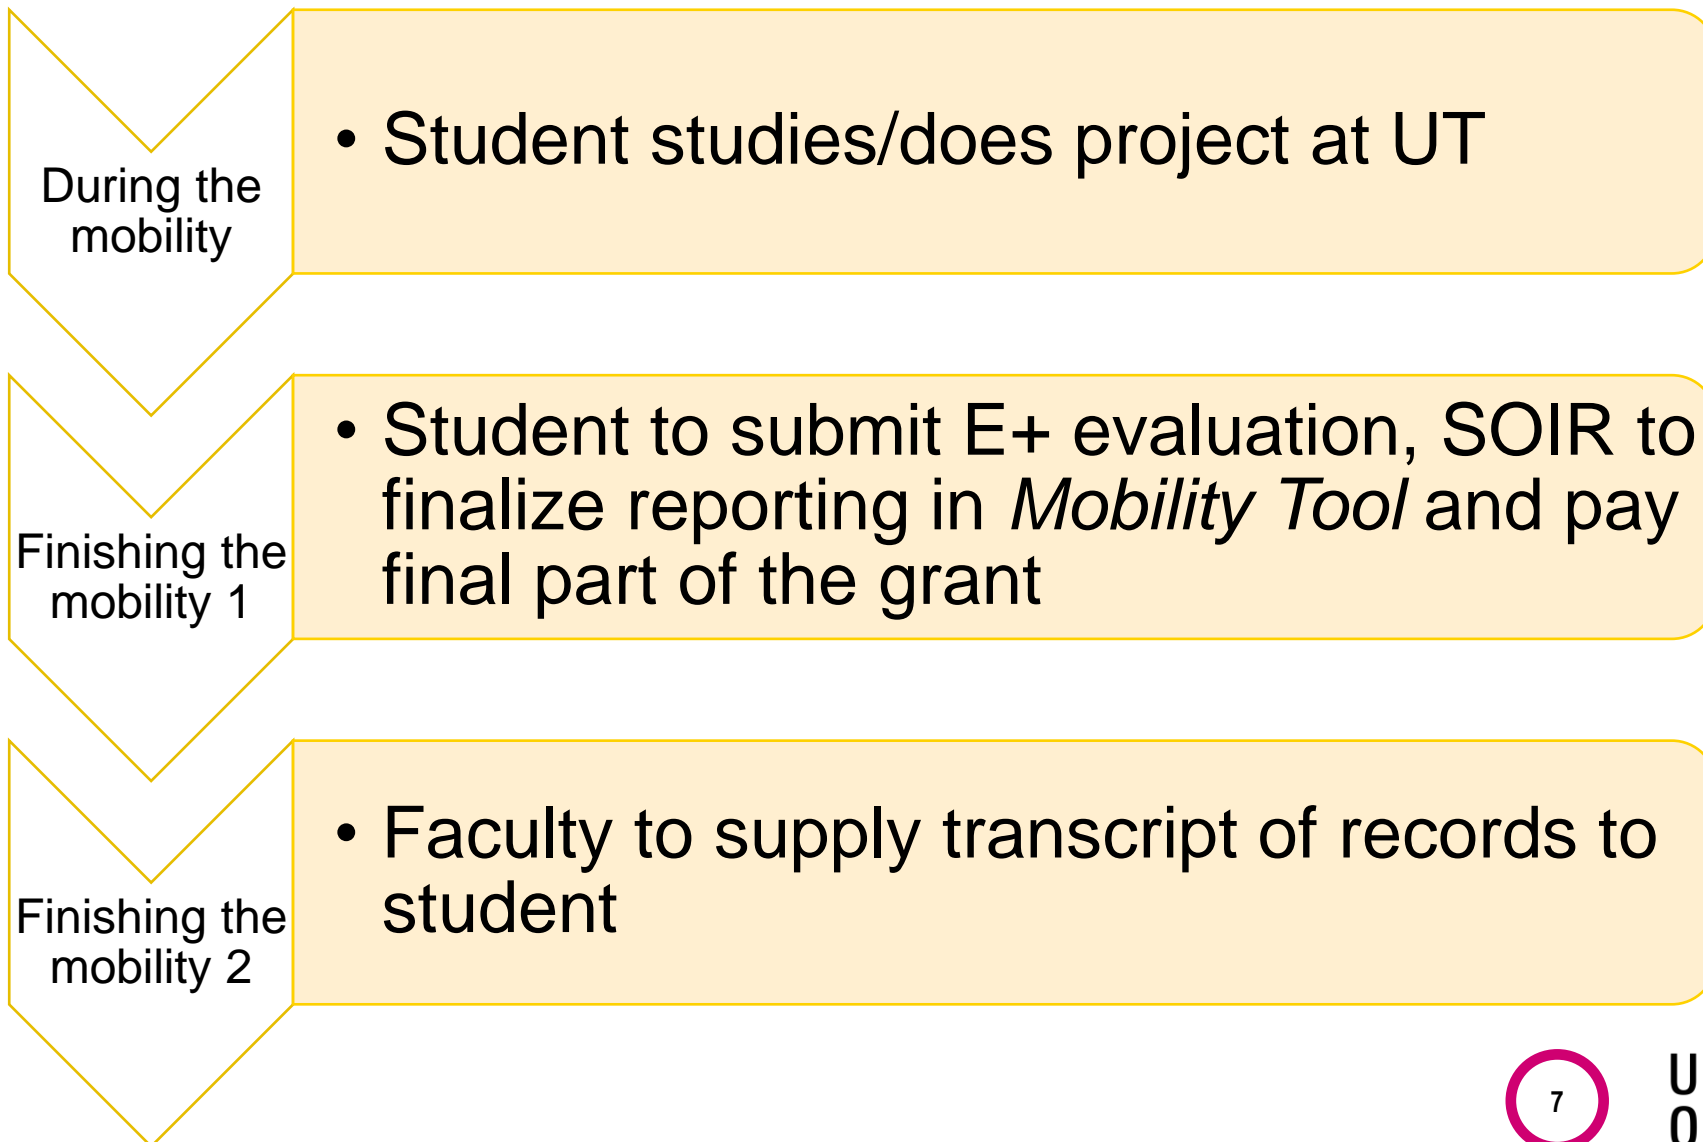 During the
mobility
• Student studies/does project at UT
Finishing the
mobility 1
• Student to submit E+ evaluation, SOIR to
finalize reporting in Mobility Tool and pay
final part of the grant
Finishing the
mobility 2
• Faculty to supply transcript of records to
student
7
U
O